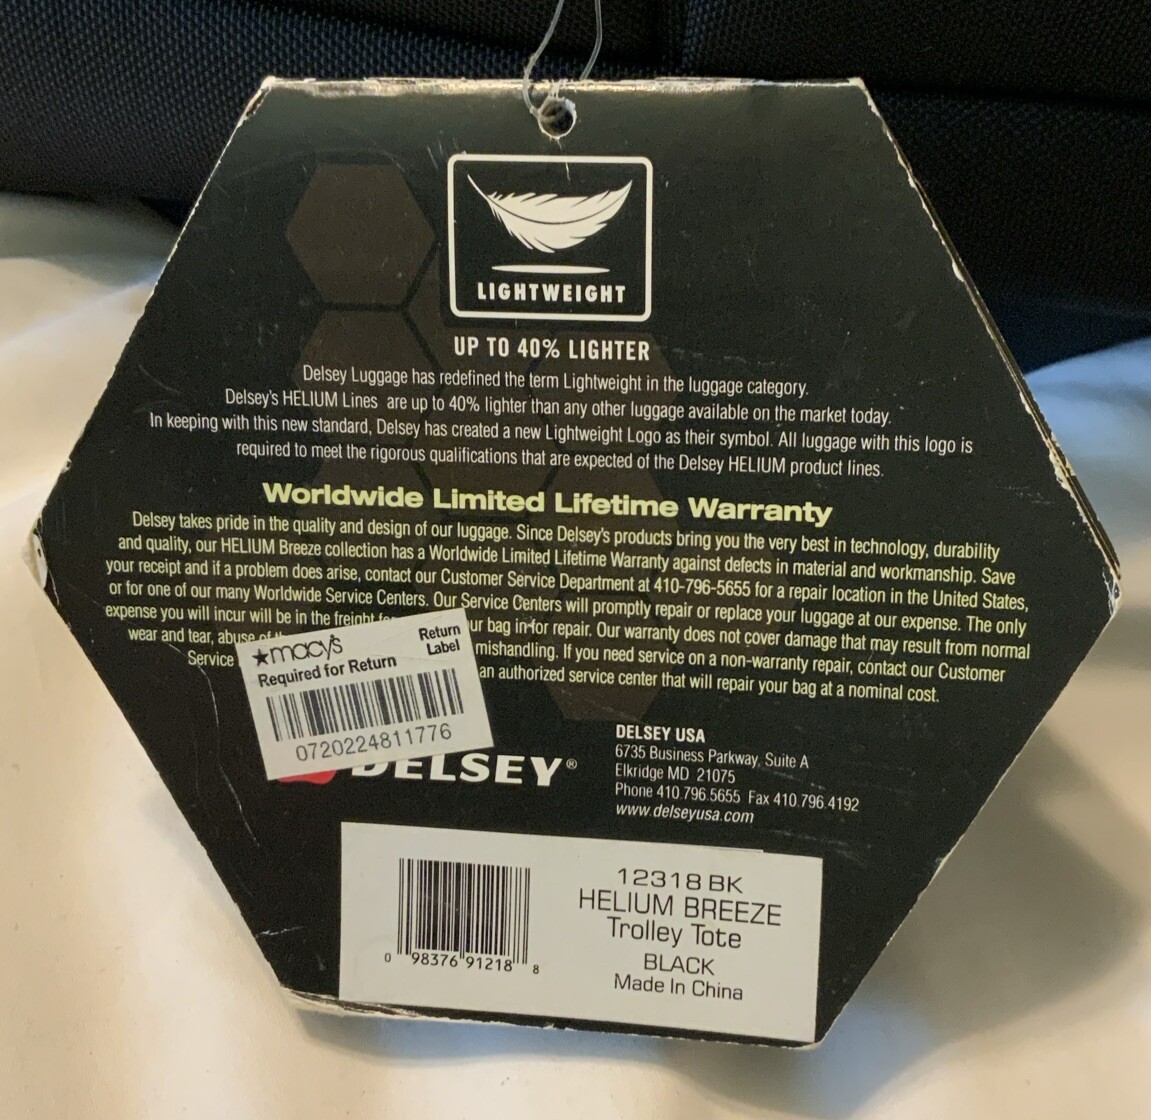 LIGHTWEIGHT
UP TO 40% LIGHTER
Delsey Luggage has redefined the term Lightweight in the luggage category.
Delsey's HELIUM Lines are up to 40% lighter than any other luggage available on the market today.
In keeping with this new standard, Delsey has created a new Lightweight Logo as their symbol. All luggage with this logo is
required to meet the rigorous qualifications that are expected of the Delsey HELIUM product lines.
Worldwide Limited Lifetime Warranty
Delsey takes pride in the quality and design of our luggage. Since Delsey's products bring you the very best in technology, durability
and quality, our HELIUM Breeze collection has a Worldwide Limited Lifetime Warranty against defects in material and workmanship. Save
your receipt and if a problem does arise, contact our Customer Service Department at 410-796-5655 for a repair location in the United States,
or for one of our many Worldwide Service Centers. Our Service Centers will promptly repair or replace your luggage at our expense. The only
expense you will incur will be in the freight ur bag in for repair. Our warranty does not cover damage that may result from normal
wear and tear, abuse mishandling. If you need service on a non-warranty repair, contact our Customer
Service an authorized service center that will repair your bag at a nominal cost.
★macy's Return
Required for Return Label
0720224811776
DELSEY®
DELSEY USA
6735 Business Parkway, Suite A
Elkridge MD 21075
Phone 410.796.5655 Fax 410.796.4192
www.delseyusa.com
0 98376 91218 8
12318 BK
HELIUM BREEZE
Trolley Tote
BLACK
Made In China